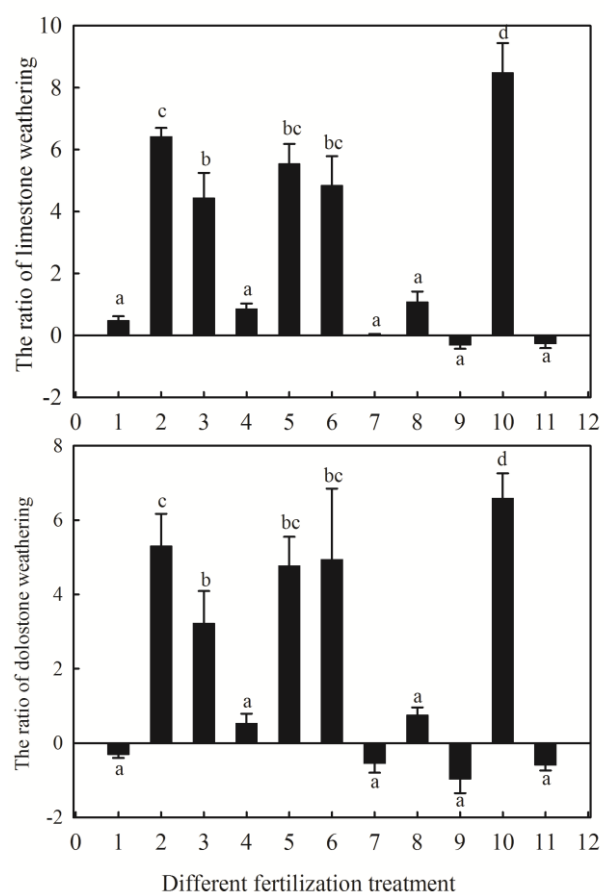 10
8
6
4
2
0
-2
The ratio of limestone weathering
a
c
b
a
bc
bc
a
a
a
d
a
0 1 2 3 4 5 6 7 8 9 10 11 12
8
6
4
2
0
-2
The ratio of dolostone weathering
a
c
b
a
bc
bc
a
a
a
d
a
0 1 2 3 4 5 6 7 8 9 10 11 12
Different fertilization treatment